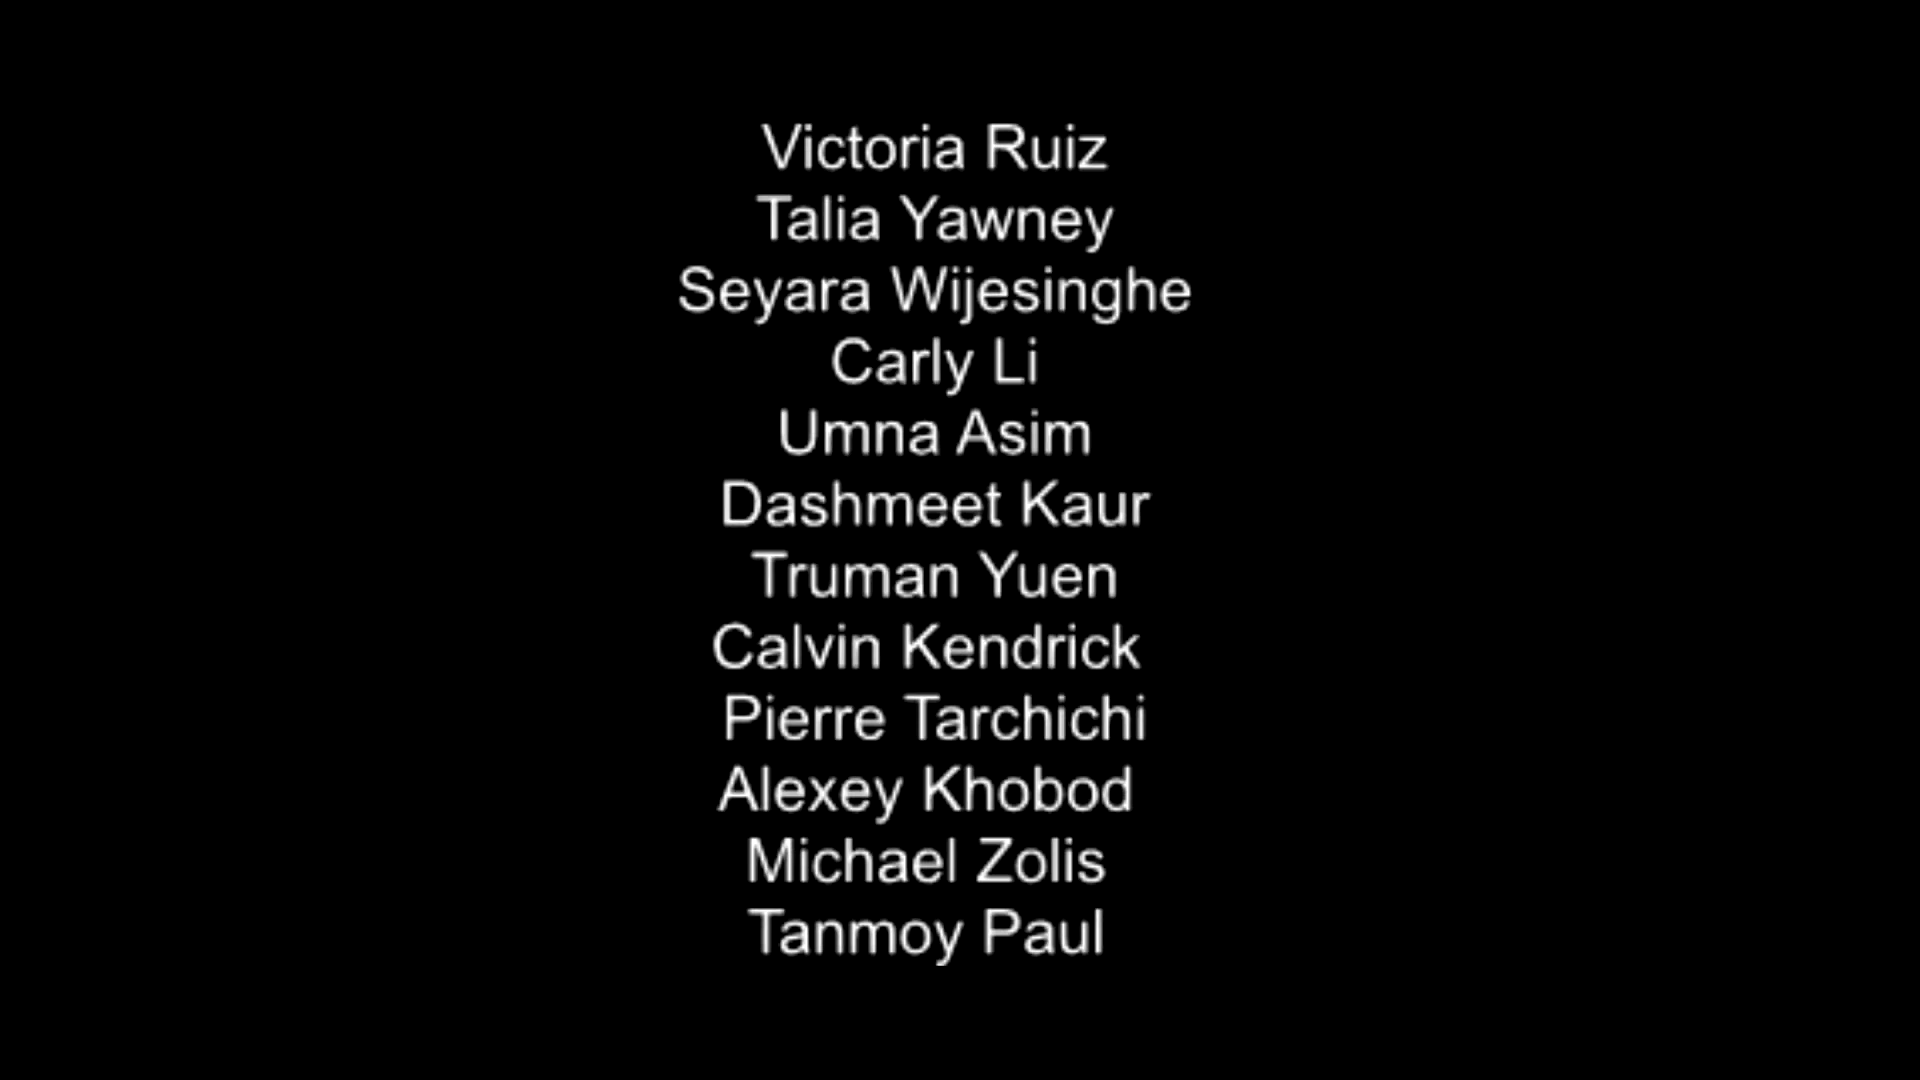 Victoria Ruiz
Talia Yawney
Seyara Wijesinghe
Carly Li
Umna Asim
Dashmeet Kaur
Truman Yuen
Calvin Kendrick
Pierre Tarchichi
Alexey Khobod
Michael Zolis
Tanmoy Paul